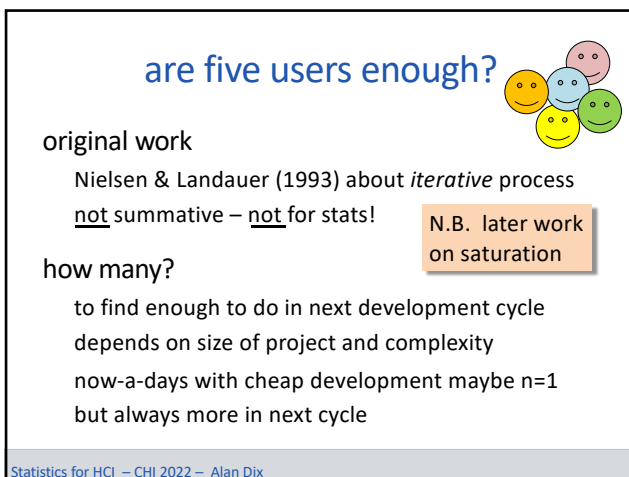 are five users enough?
original work
Nielsen & Landauer (1993) about iterative process
not summative – not for stats!
N.B. later work
on saturation
how many?
to find enough to do in next development cycle
depends on size of project and complexity
now-a-days with cheap development maybe n=1
but always more in next cycle
Statistics for HCI – CHI 2022 – Alan Dix